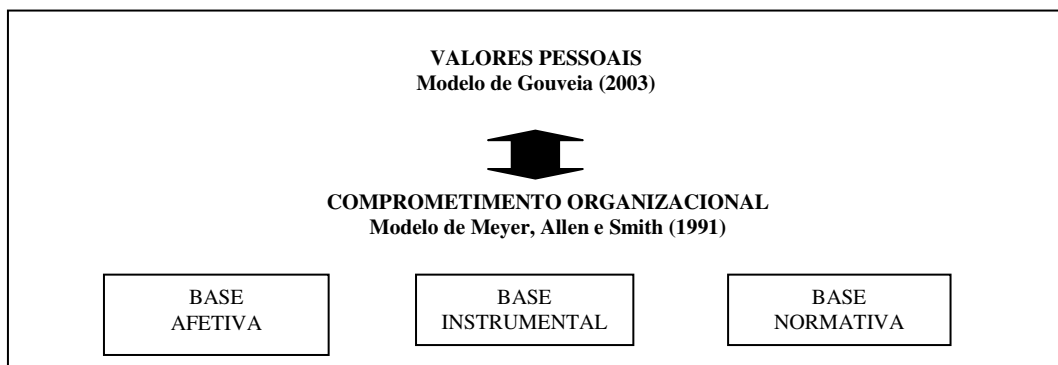 VALORES PESSOAIS
Modelo de Gouveia (2003)
COMPROMETIMENTO ORGANIZACIONAL
Modelo de Meyer, Allen e Smith (1991)
BASE
AFETIVA
BASE
INSTRUMENTAL
BASE
NORMATIVA